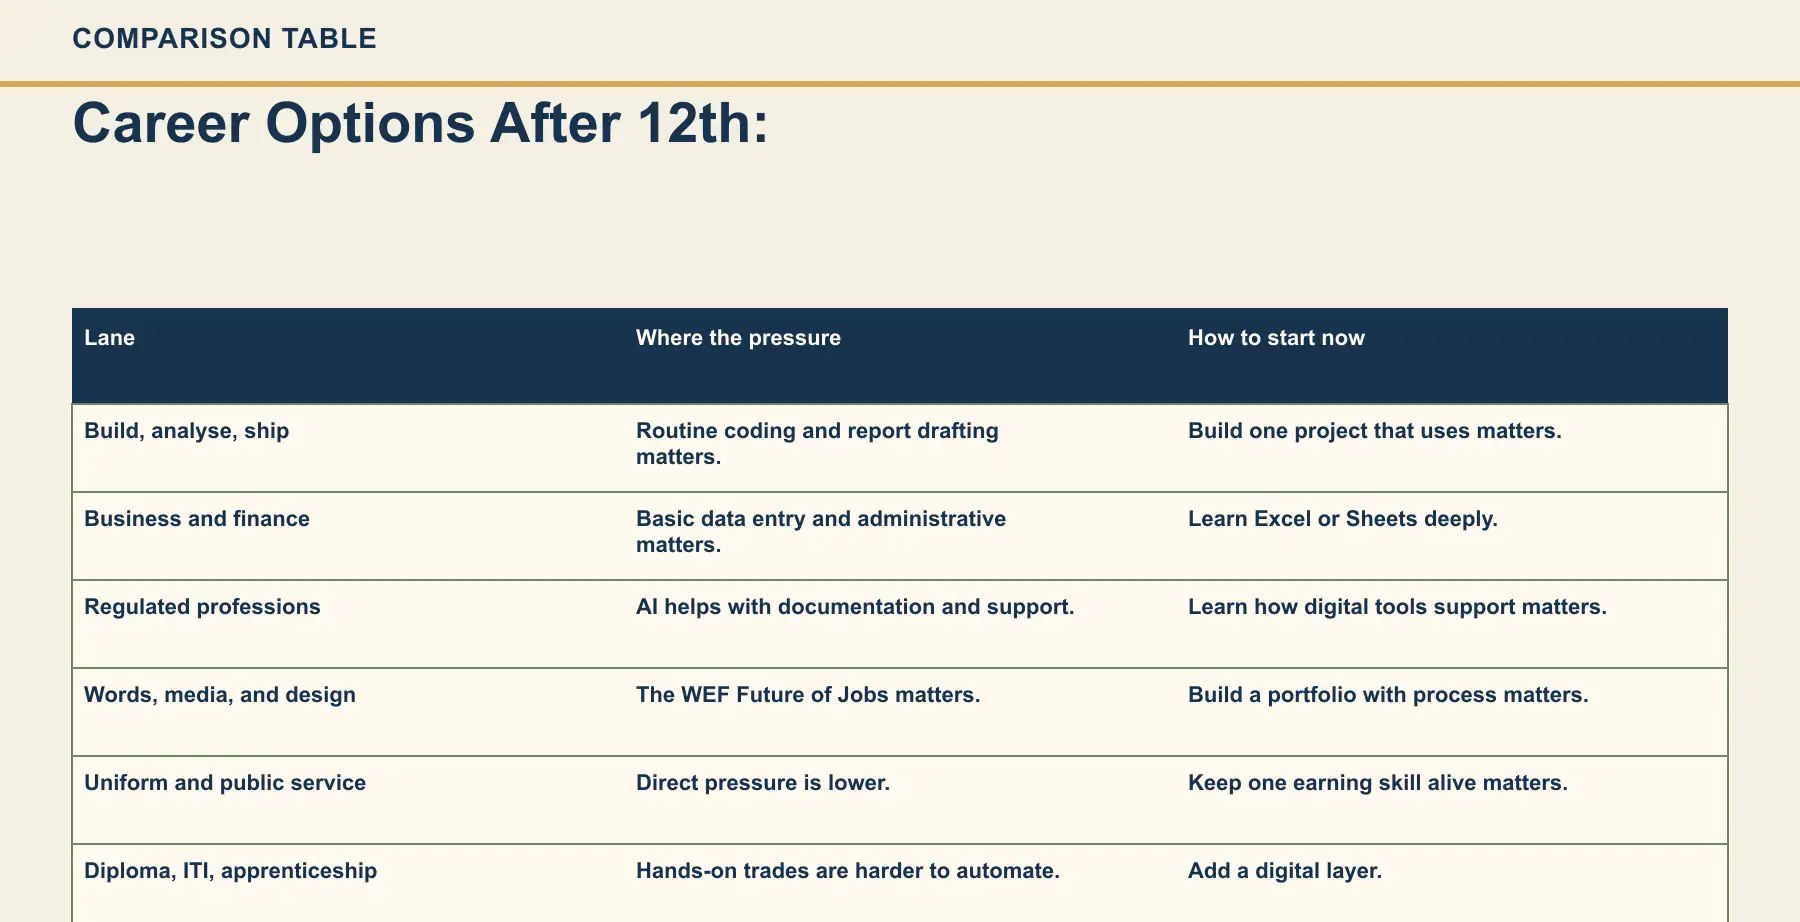 COMPARISON TABLE
Career Options After 12th:
Lane
Where the pressure
How to start now
Build, analyse, ship
Routine coding and report drafting
matters.
Build one project that uses matters.
Business and finance
Basic data entry and administrative
matters.
Learn Excel or Sheets deeply.
Regulated professions
AI helps with documentation and support.
Learn how digital tools support matters.
Words, media, and design
The WEF Future of Jobs matters.
Build a portfolio with process matters.
Uniform and public service
Direct pressure is lower.
Keep one earning skill alive matters.
Diploma, ITI, apprenticeship
Hands-on trades are harder to automate.
Add a digital layer.